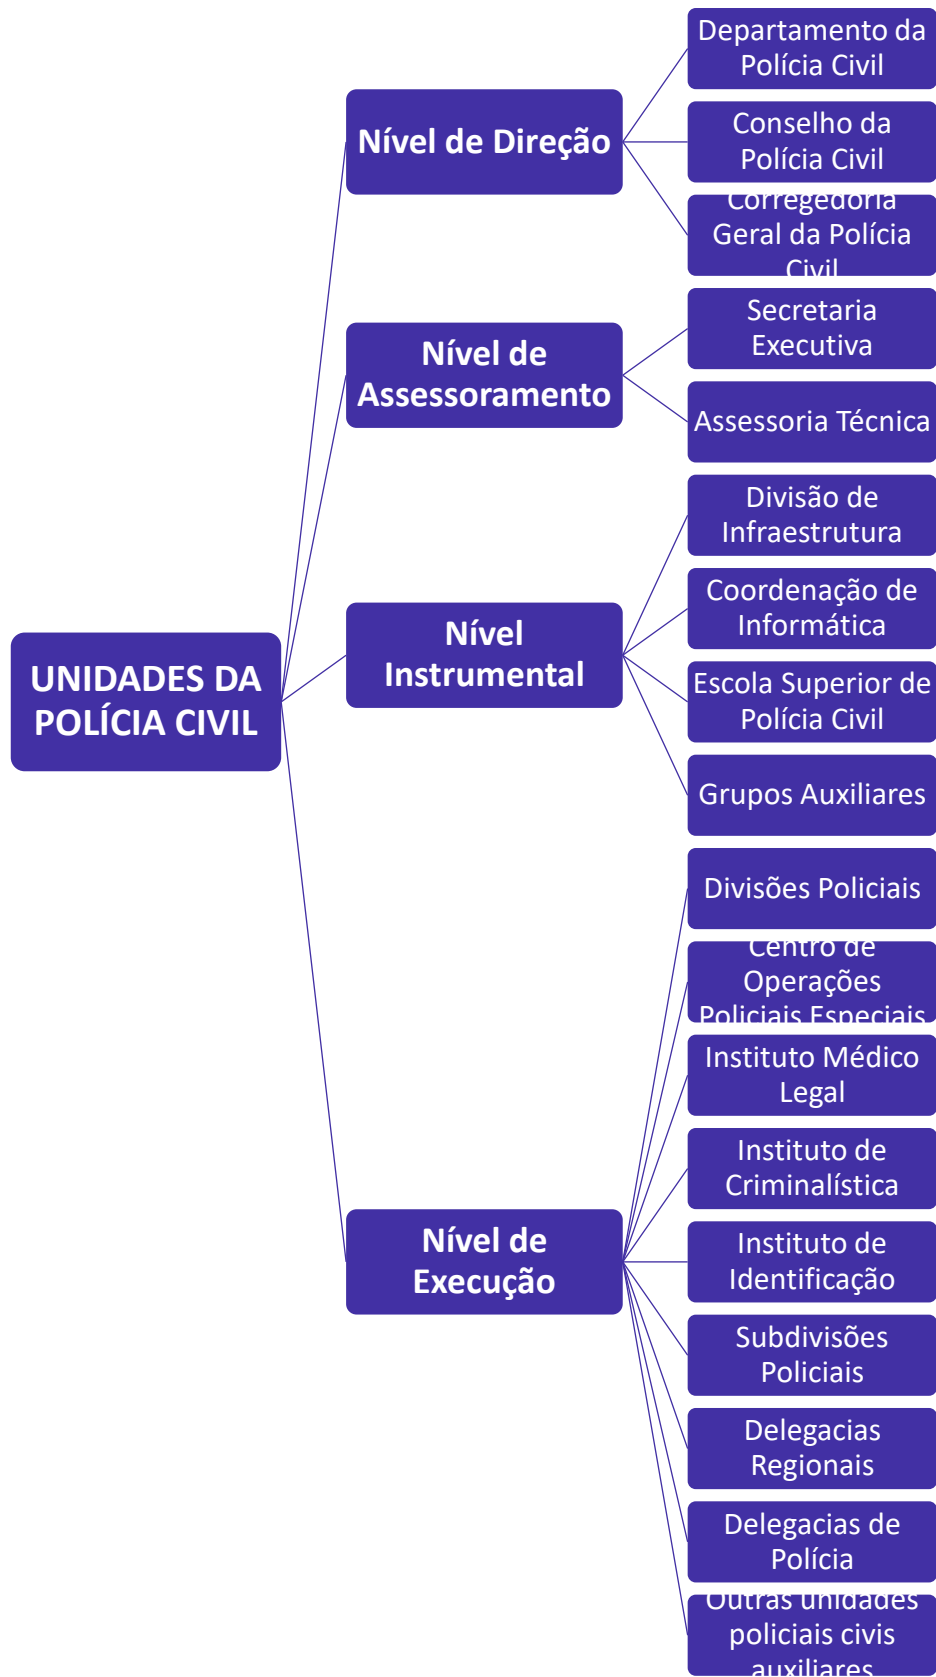 UNIDADES DA
POLÍCIA CIVIL
Nível de Direção
Departamento da
Polícia Civil
Conselho da
Polícia Civil
Corregedoria
Geral da Polícia
Civil
Nível de
Assessoramento
Secretaria
Executiva
Assessoria Técnica
Nível
Instrumental
Divisão de
Infraestrutura
Coordenação de
Informática
Escola Superior de
Polícia Civil
Grupos Auxiliares
Nível de
Execução
Divisões Policiais
Centro de
Operações
Policiais Especiais
Instituto Médico
Legal
Instituto de
Criminalística
Instituto de
Identificação
Subdivisões
Policiais
Delegacias
Regionais
Delegacias de
Polícia
Outras unidades
policiais civis
auxiliares